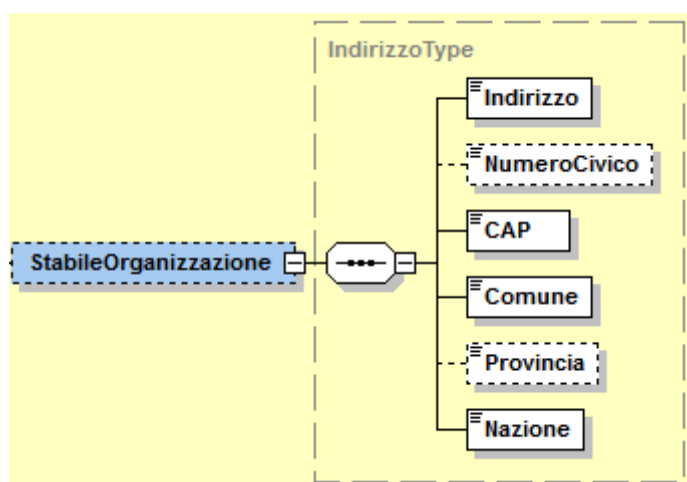 IndirizzoType
Indirizzo
NumeroCivico
CAP
StabileOrganizzazione
Comune
Provincia
Nazione